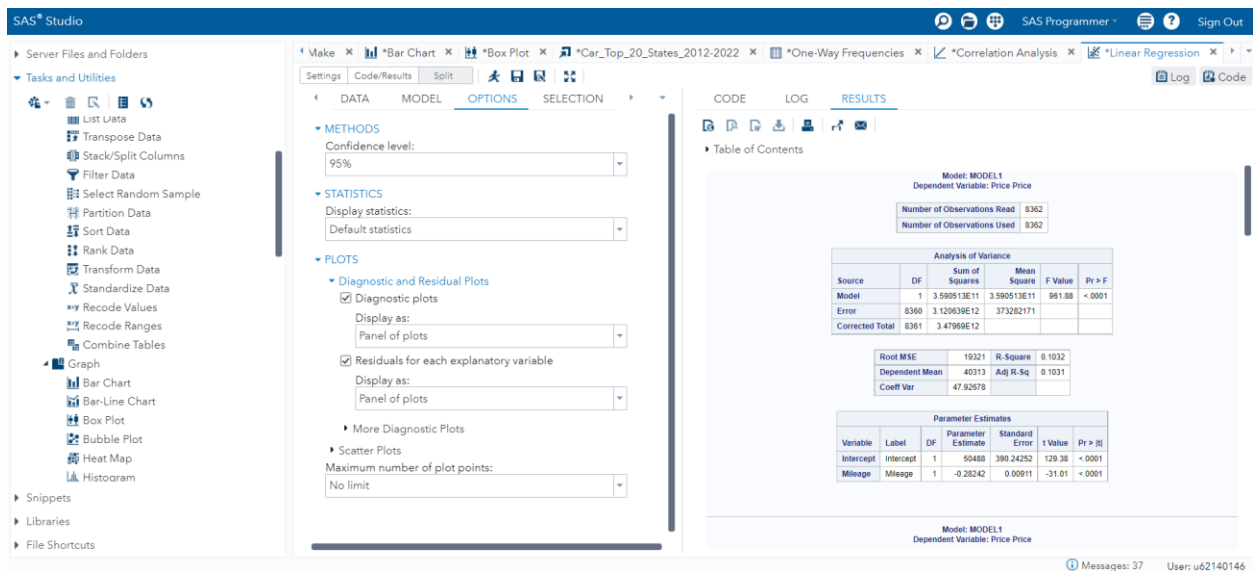 SAS® Studio
SAS Programmer
Sign Out
Server Files and Folders
Tasks and Utilities
List Data
Transpose Data
Stack/Split Columns
Filter Data
Select Random Sample
Partition Data
Sort Data
Rank Data
Transform Data
Standardize Data
Recode Values
Recode Ranges
Combine Tables
Graph
Bar Chart
Bar-Line Chart
Box Plot
Bubble Plot
Heat Map
Histogram
Snippets
Libraries
File Shortcuts
Make *Bar Chart *Box Plot *Car_Top_20_States_2012-2022 *One-Way Frequencies *Correlation Analysis *Linear Regression
Settings Code/Results Split
Log Code
DATA MODEL OPTIONS SELECTION
METHODS
Confidence level:
95%
STATISTICS
Display statistics:
Default statistics
PLOTS
Diagnostic and Residual Plots
Diagnostic plots
Display as:
Panel of plots
Residuals for each explanatory variable
Display as:
Panel of plots
More Diagnostic Plots
Scatter Plots
Maximum number of plot points:
No limit
CODE LOG RESULTS
Table of Contents
Model: MODEL1
Dependent Variable: Price Price
Number of Observations Read 8362
Number of Observations Used 8362
Analysis of Variance
Source DF Sum of Squares Mean Square F Value Pr > F
Model 1 3.590513E11 3.590513E11 961.88 <.0001
Error 8360 3.120639E12 373282171
Corrected Total 8361 3.47969E12
Root MSE 19321 R-Square 0.1032
Dependent Mean 40313 Adj R-Sq 0.1031
Coeff Var 47.92678
Parameter Estimates
Variable Label DF Parameter Estimate Standard Error t Value Pr > |t|
Intercept Intercept 1 50488 390.24252 129.38 <.0001
Mileage Mileage 1 -0.28242 0.00911 -31.01 <.0001
Model: MODEL1
Dependent Variable: Price Price
Messages: 37 User: u62140146